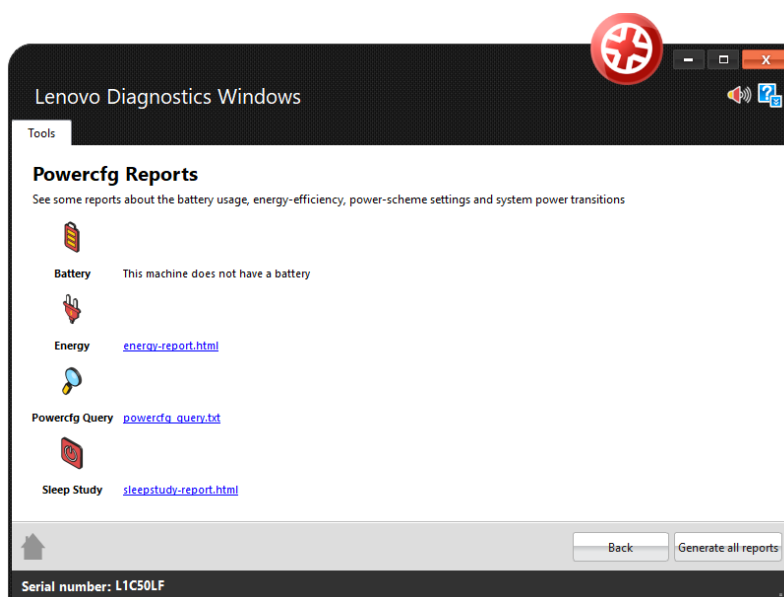 Lenovo Diagnostics Windows
Tools
Powercfg Reports
See some reports about the battery usage, energy-efficiency, power-scheme settings and system power transitions
Battery This machine does not have a battery
Energy energy-report.html
Powercfg Query powercfg_query.txt
Sleep Study sleepstudy-report.html
Back Generate all reports
Serial number: L1C50LF